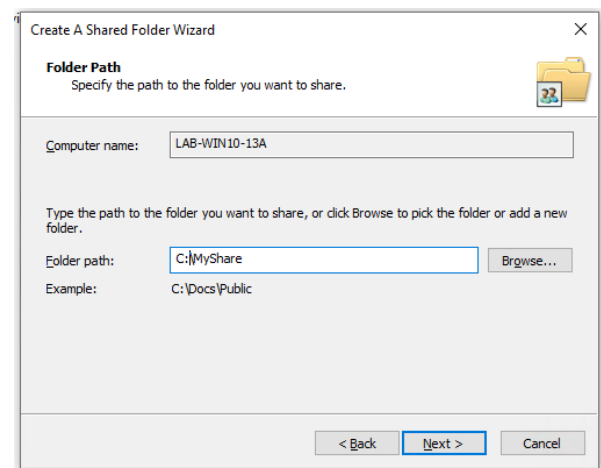 Create A Shared Folder Wizard
Folder Path
Specify the path to the folder you want to share.
Computer name:
LAB-WIN10-13A
Type the path to the folder you want to share, or click Browse to pick the folder or add a new
folder.
Folder path:
C:\MyShare
Browse...
Example:
C:\Docs\Public
< Back
Next >
Cancel